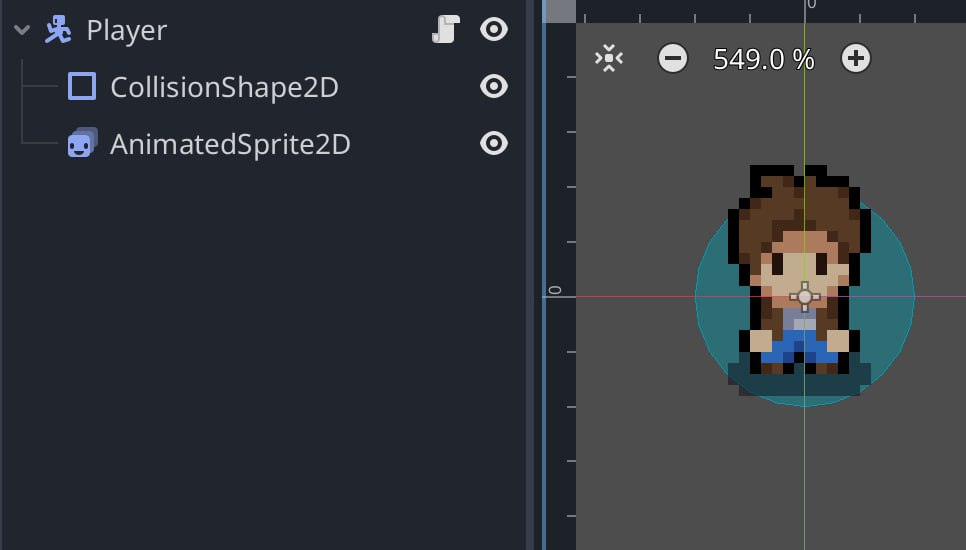 Player
CollisionShape2D
AnimatedSprite2D
0
549.0 %
0